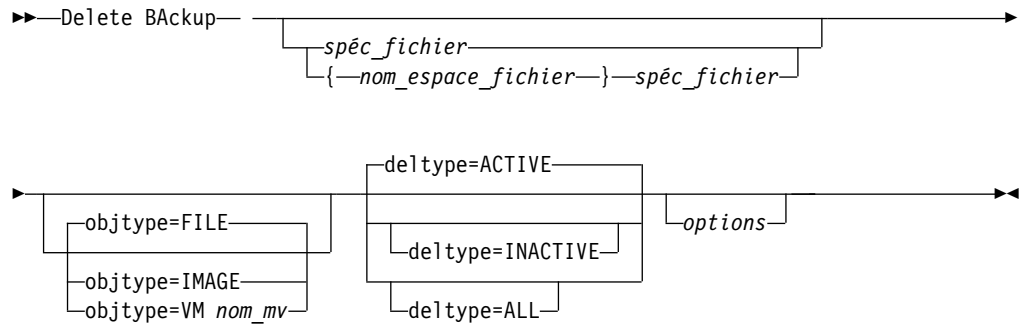 Delete BAckup
spéc_fichier
{ nom_espace_fichier } spéc_fichier
deltype=ACTIVE
objtype=FILE
options
deltype=INACTIVE
objtype=IMAGE
objtype=VM nom_mv
deltype=ALL